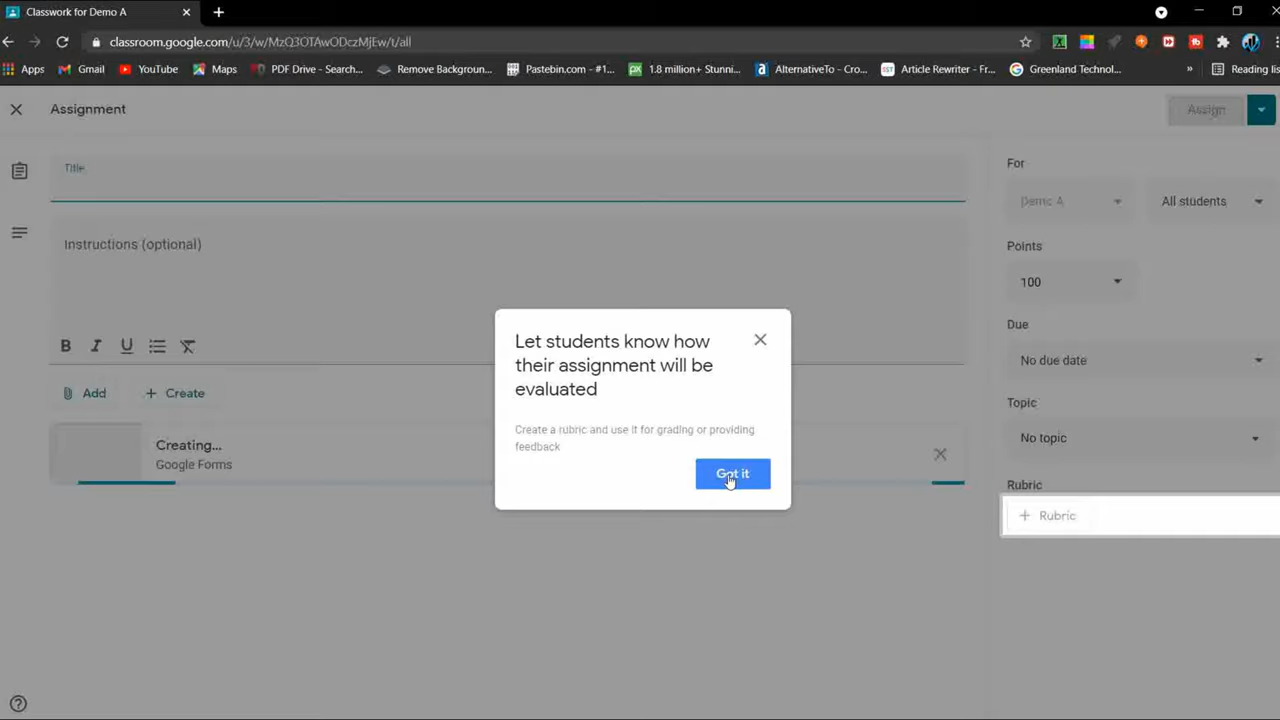 Classwork for Demo A
classroom.google.com/u/3/w/MzQ3OTAwODczMjEw/t/all
Apps Gmail YouTube Maps PDF Drive - Search... Remove Backgroun... Pastebin.com - #1... 1.8 million+ Stunni... AlternativeTo - Cro... Article Rewriter - Fr... Greenland Technol... » Reading list
Assignment
Assign
Title
Instructions (optional)
B I U
Add
Create
Creating...
Google Forms
Let students know how
their assignment will be
evaluated
Create a rubric and use it for grading or providing
feedback
Got it
For
Demo A
All students
Points
100
Due
No due date
Topic
No topic
Rubric
+ Rubric